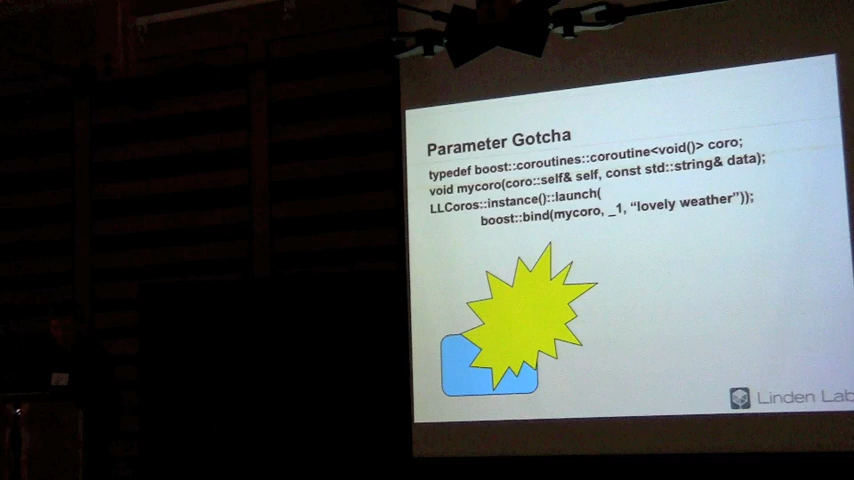 Parameter Gotcha
typedef boost::coroutines::coroutine<void()> coro;
void mycoro(coro::self& self, const std::string& data);
LLCoros::instance()::launch(
boost::bind(mycoro, _1, “lovely weather”));
Linden Lab